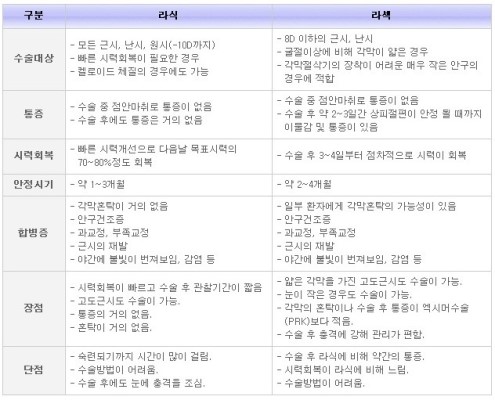 구분 라식 라섹
수술대상
- 모든 근시, 난시, 원시(-10D까지)
- 빠른 시력회복이 필요한 경우
- 켈로이드 체질의 경우에도 가능
- 8D 이하의 근시, 난시
- 굴절이상에 비해 각막이 얇은 경우
- 각막절삭기의 장착이 어려운 매우 작은 안구의
경우에 적합
통증
- 수술 중 점안마취로 통증이 없음
- 수술 후에도 통증은 거의 없음
- 수술 중 점안마취로 통증이 없음
- 수술 후 약 2~3일간 상피절편이 안정 될 때까지
이물감 및 통증이 있음
시력회복
- 빠른 시력개선으로 다음날 목표시력의
70~80%정도 회복
- 수술 후 3~4일부터 점차적으로 시력이 회복
안정시기
- 약 1~3개월
- 약 2~4개월
합병증
- 각막혼탁이 거의 없음
- 안구건조증
- 과교정, 부족교정
- 근시의 재발
- 야간에 불빛이 번져보임, 감염 등
- 일부 환자에게 각막혼탁의 가능성이 있음
- 안구건조증
- 과교정, 부족교정
- 근시의 재발
- 야간에 불빛이 번져보임, 감염 등
장점
- 시력회복이 빠르고 수술 후 관찰기간이 짧음
- 고도근시도 수술이 가능.
- 통증의 거의 없음.
- 혼탁이 거의 없음.
- 얇은 각막을 가진 고도근시도 수술이 가능.
- 눈이 작은 경우도 수술이 가능.
- 각막의 혼탁이나 수술 후 통증이 엑시머수술
(PRK)보다 적음.
- 수술 후 충격에 강해 관리가 편함.
단점
- 숙련되기까지 시간이 많이 걸림.
- 수술방법이 어려움.
- 수술 후에도 눈에 충격을 조심.
- 수술 후 라식에 비해 약간의 통증.
- 시력회복이 라식에 비해 느림.
- 수술방법이 어려움.